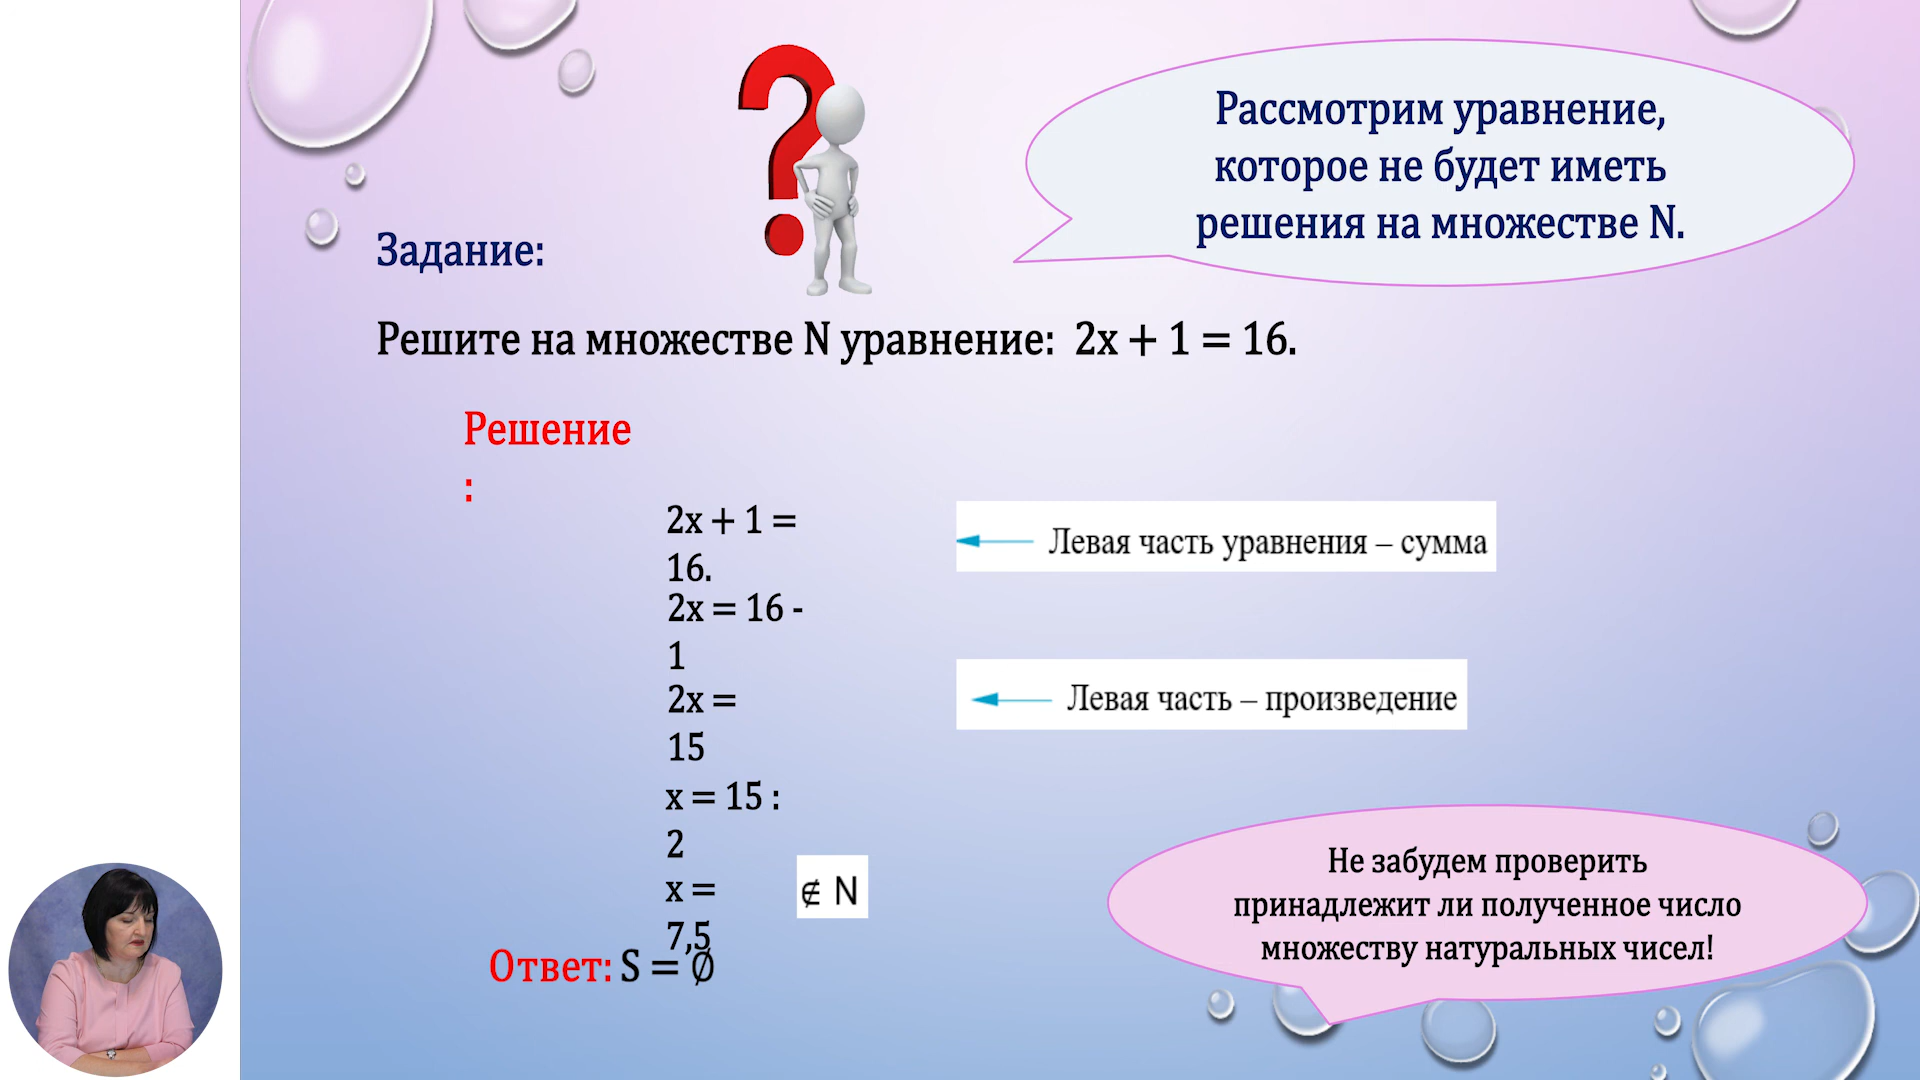 Рассмотрим уравнение,
которое не будет иметь
решения на множестве N.
Задание:
Решите на множестве N уравнение: 2x + 1 = 16.
Решение
:
2x + 1 =
16.
Левая часть уравнения – сумма
2x = 16 -
1
2x =
15
Левая часть – произведение
x = 15 :
2
x =
7,5
∉ N
Ответ: S = ∅
Не забудем проверить
принадлежит ли полученное число
множеству натуральных чисел!